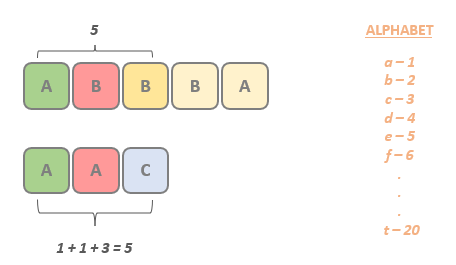 5
A B B B A
A A C
1 + 1 + 3 = 5
ALPHABET
a – 1
b – 2
c – 3
d – 4
e – 5
f – 6
.
.
.
t – 20